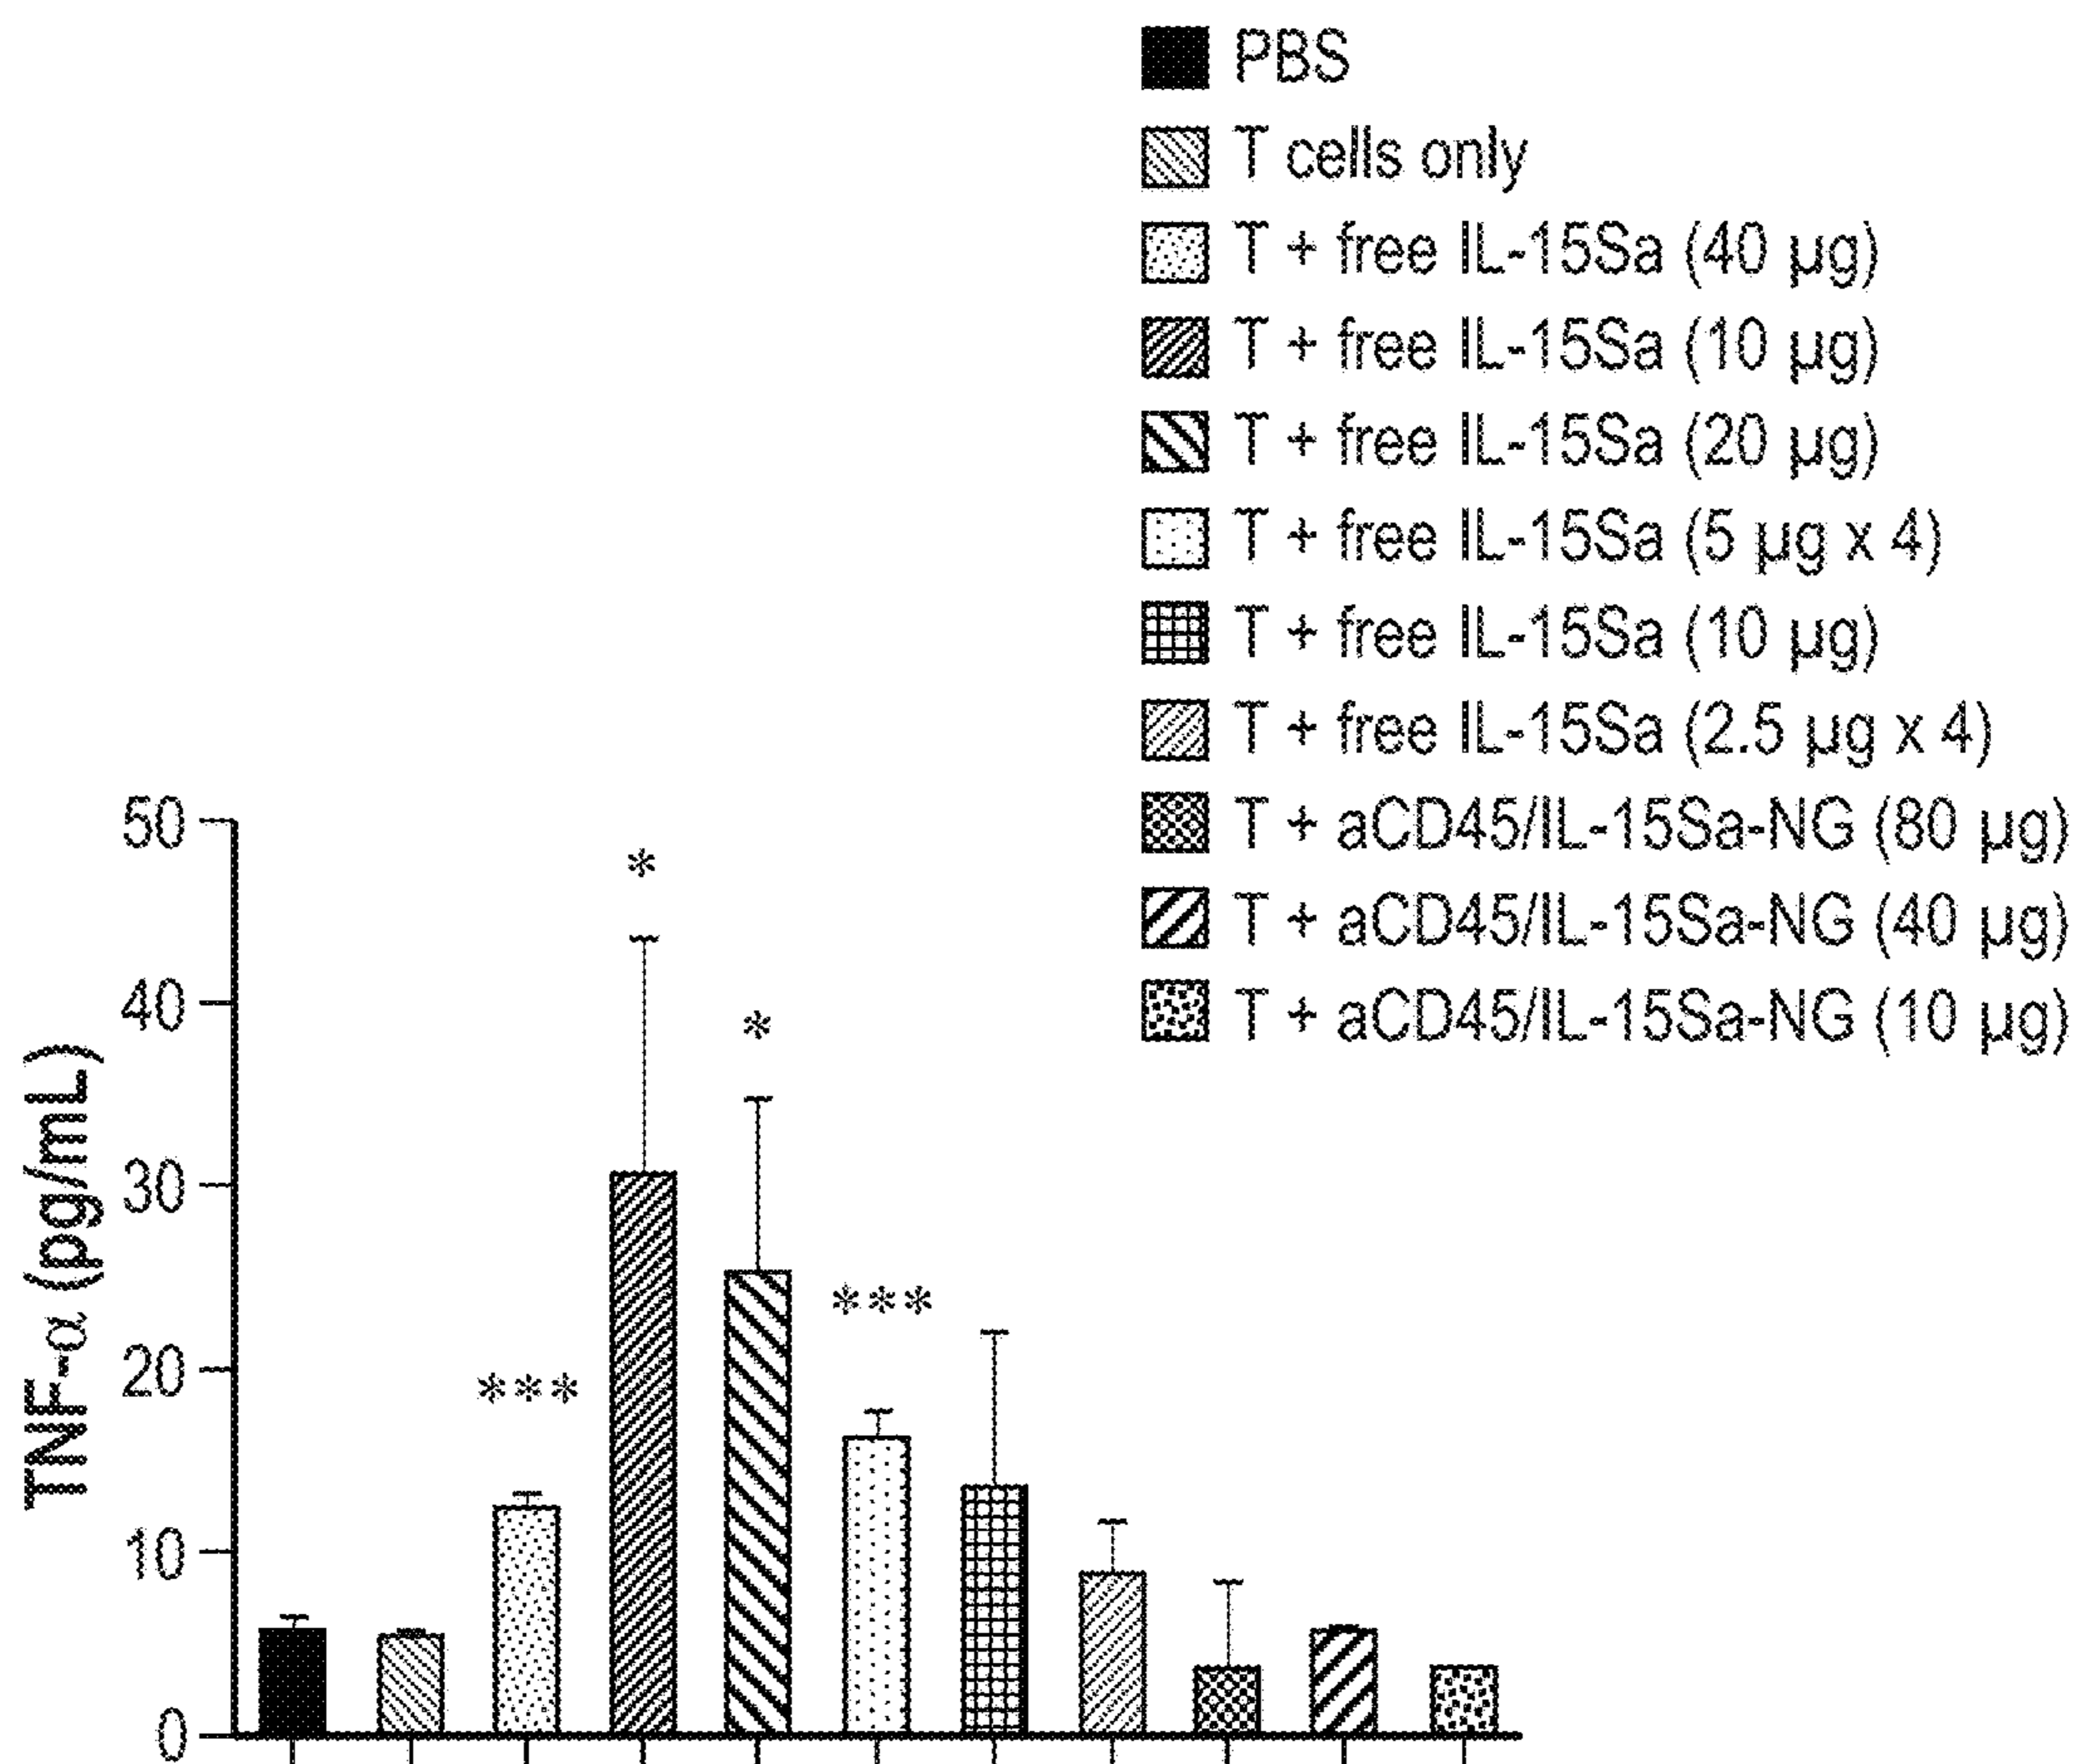 PBS
T cells only
T + free IL-15Sa (40 µg)
T + free IL-15Sa (10 µg)
T + free IL-15Sa (20 µg)
T + free IL-15Sa (5 µg x 4)
T + free IL-15Sa (10 µg)
T + free IL-15Sa (2.5 µg x 4)
T + aCD45/IL-15Sa-NG (80 µg)
T + aCD45/IL-15Sa-NG (40 µg)
T + aCD45/IL-15Sa-NG (10 µg)
TNF-α (pg/mL)
50
40
30
20
10
0
*
*
***
***